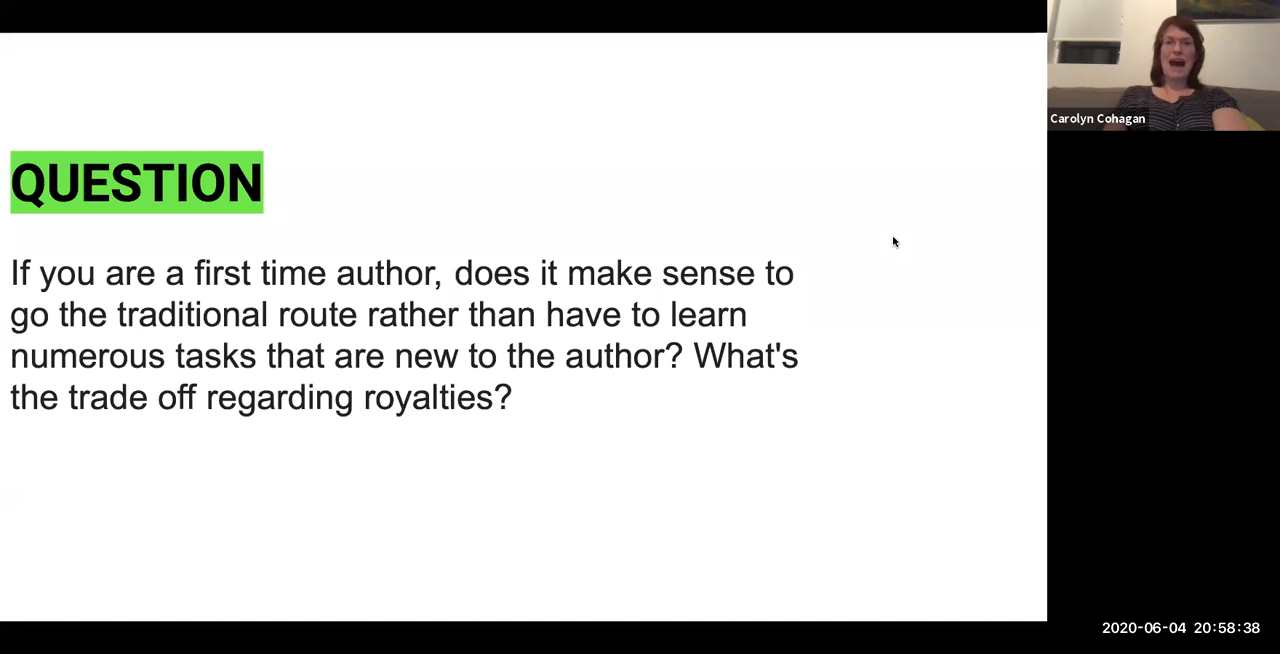 QUESTION
If you are a first time author, does it make sense to
go the traditional route rather than have to learn
numerous tasks that are new to the author? What's
the trade off regarding royalties?
Carolyn Cohagan
2020-06-04 20:58:38